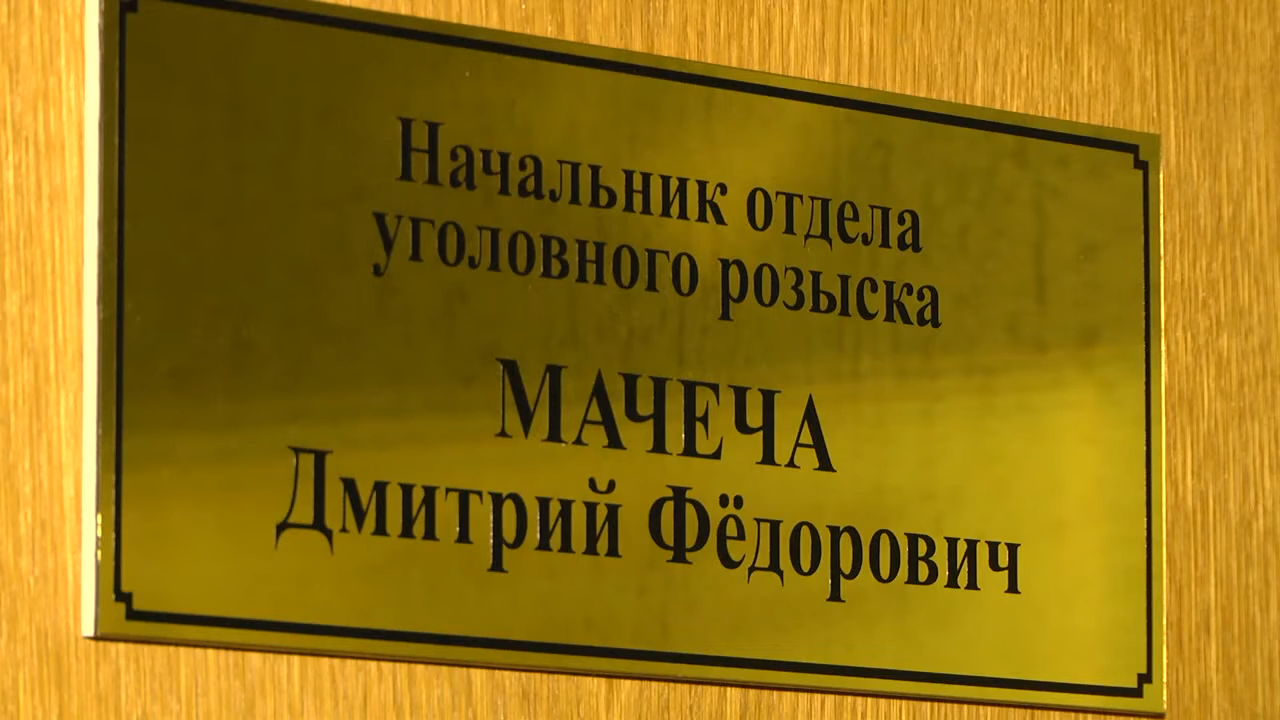 Начальник отдела
уголовного розыска
МАЧЕЧА
Дмитрий Фёдорович